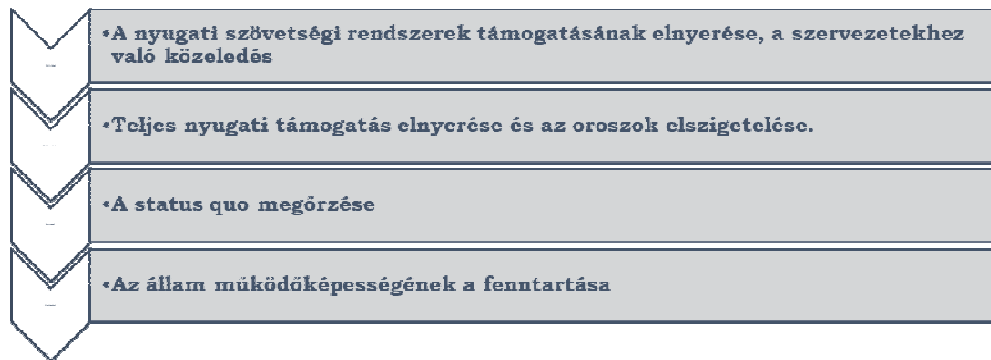 •A nyugati szövetségi rendszerek támogatásának elnyerése, a szervezetekhez
való közeledés
•Teljes nyugati támogatás elnyerése és az oroszok elszigetelése.
•A status quo megőrzése
•Az állam működőképességének a fenntartása